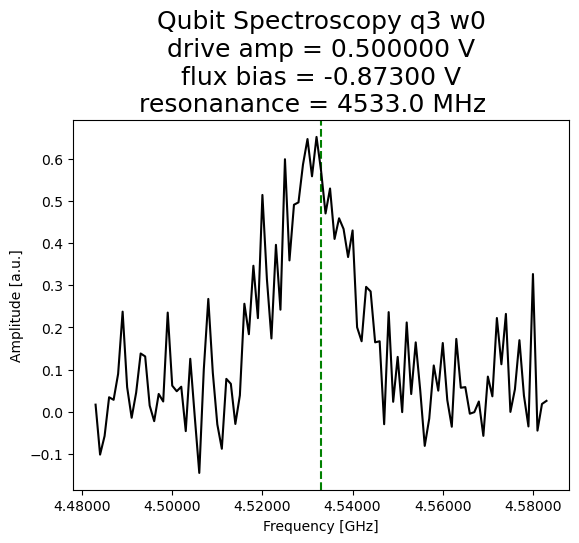 Qubit Spectroscopy q3 w0
drive amp = 0.500000 V
flux bias = -0.87300 V
resonanance = 4533.0 MHz
0.6
0.5
0.4
0.3
0.2
0.1
0.0
−0.1
Amplitude [a.u.]
4.48000 4.50000 4.52000 4.54000 4.56000 4.58000
Frequency [GHz]